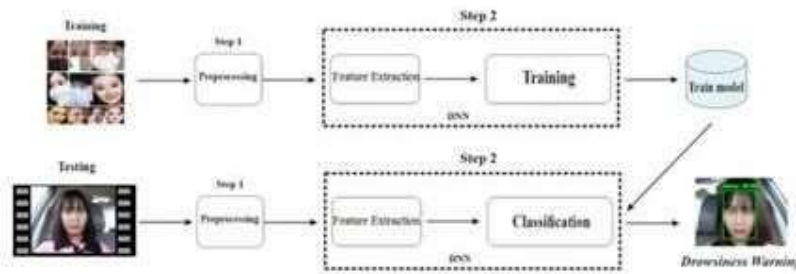 Step 2
Training
Step 1
Preprocessing
Feature Extraction
Training
Train model
DNN
Step 2
Testing
Step 1
Preprocessing
Feature Extraction
Classification
DNN
Drowsiness Warning